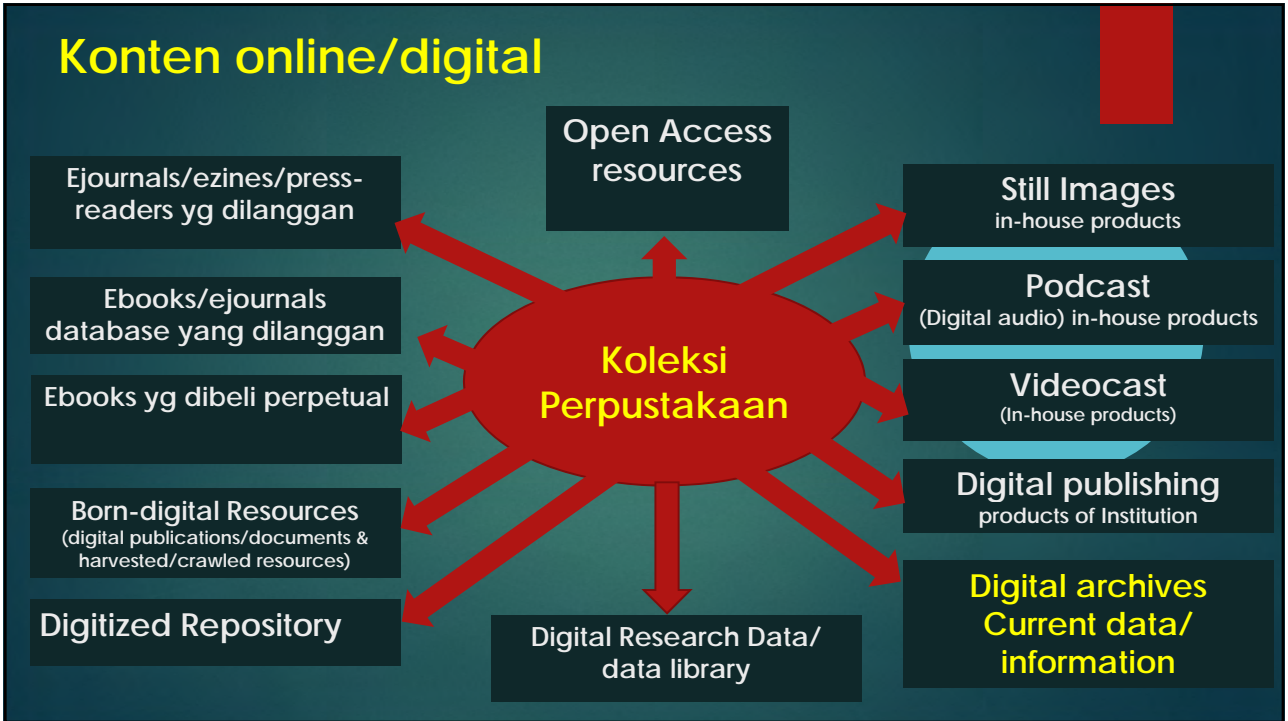 Konten online/digital
Open Access
resources
Ejournals/ezines/press-
readers yg dilanggan
Ebooks/ejournals
database yang dilanggan
Ebooks yg dibeli perpetual
Born-digital Resources
(digital publications/documents &
harvested/crawled resources)
Digitized Repository
Koleksi
Perpustakaan
Digital Research Data/
data library
Still Images
in-house products
Podcast
(Digital audio) in-house products
Videocast
(In-house products)
Digital publishing
products of Institution
Digital archives
Current data/
information